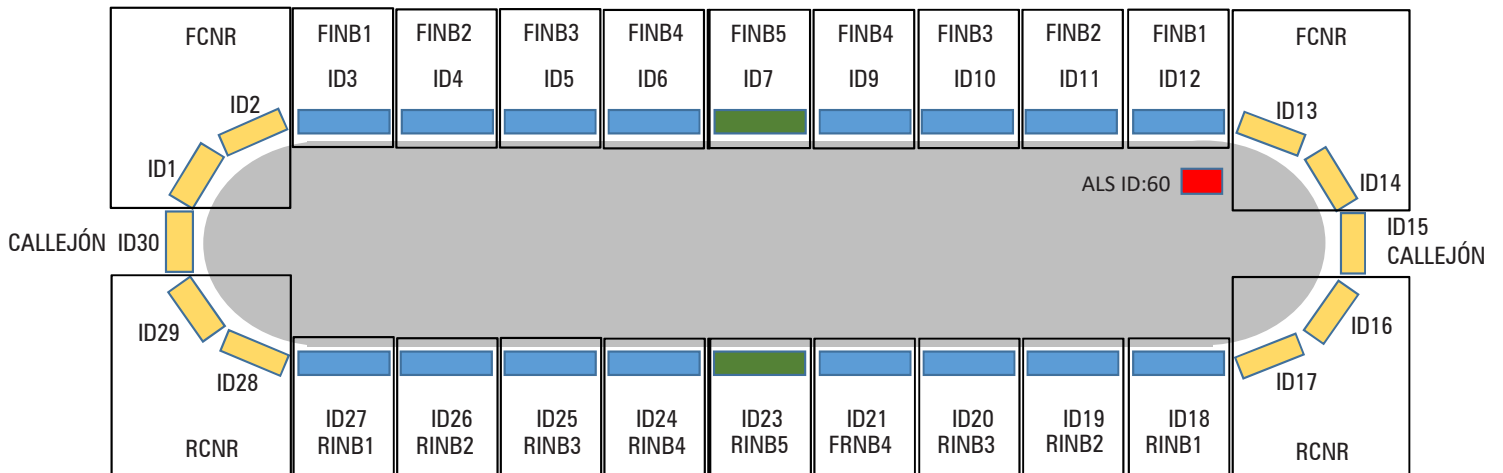 FCNR FINB1 FINB2 FINB3 FINB4 FINB5 FINB4 FINB3 FINB2 FINB1 FCNR
ID3 ID4 ID5 ID6 ID7 ID9 ID10 ID11 ID12
ID2 ID13
ID1 ALS ID:60 ID14
CALLEJÓN ID30 ID15
CALLEJÓN
ID29 ID16
ID28 ID17
ID27 ID26 ID25 ID24 ID23 ID21 ID20 ID19 ID18
RCNR RINB1 RINB2 RINB3 RINB4 RINB5 FRNB4 RINB3 RINB2 RINB1 RCNR